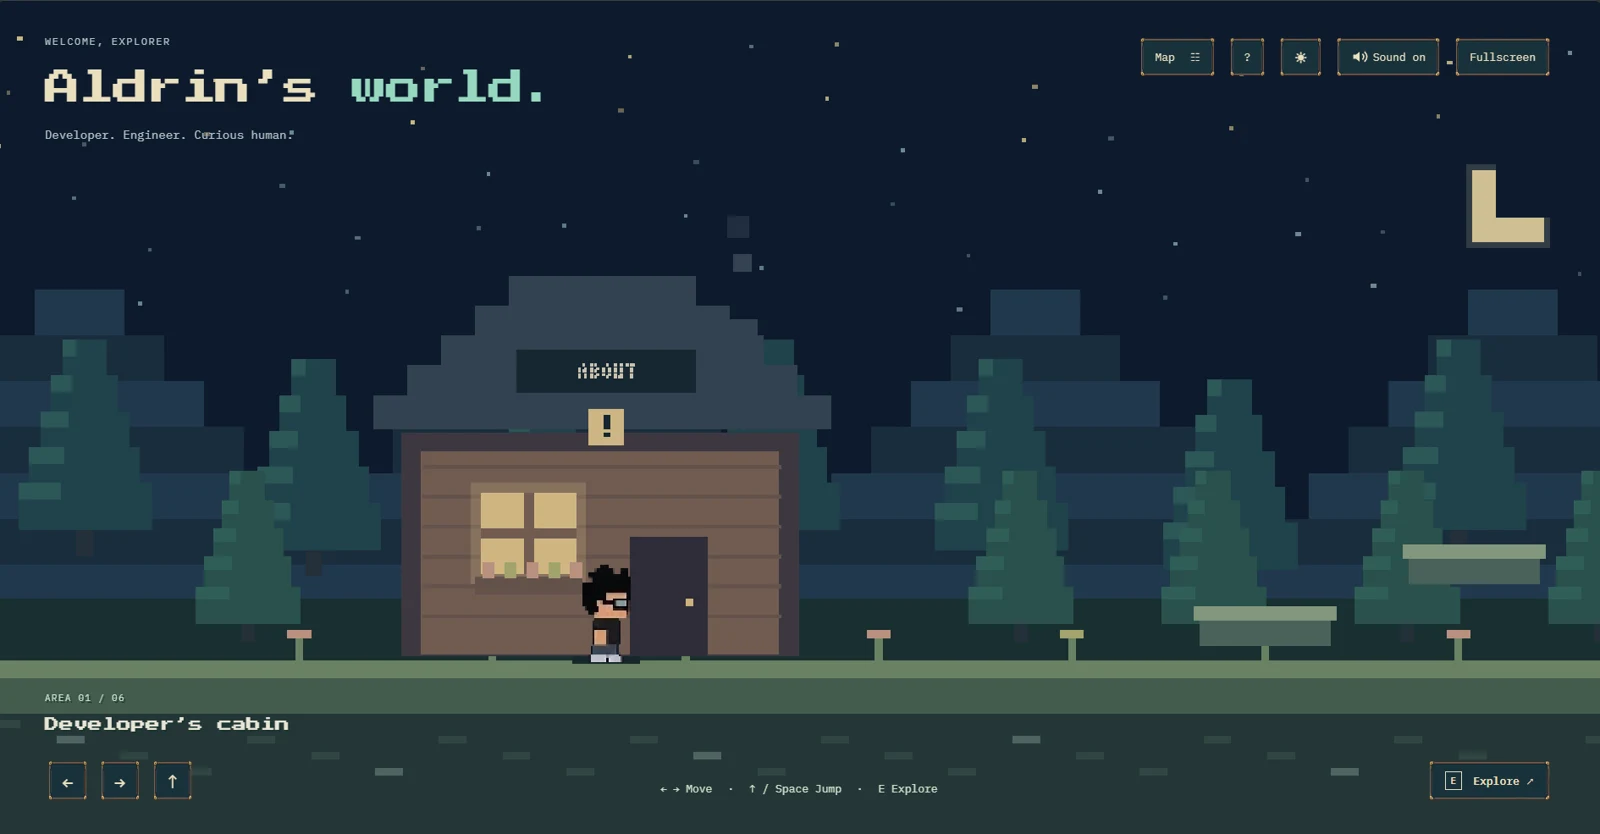 WELCOME, EXPLORER
Aldrin's world.
Developer. Engineer. Curious human.
Map
?
Sound on
Fullscreen
ABOUT
!
AREA 01 / 06
Developer's cabin
← → ↑
← → Move · ↑ / Space Jump · E Explore
E Explore ↗